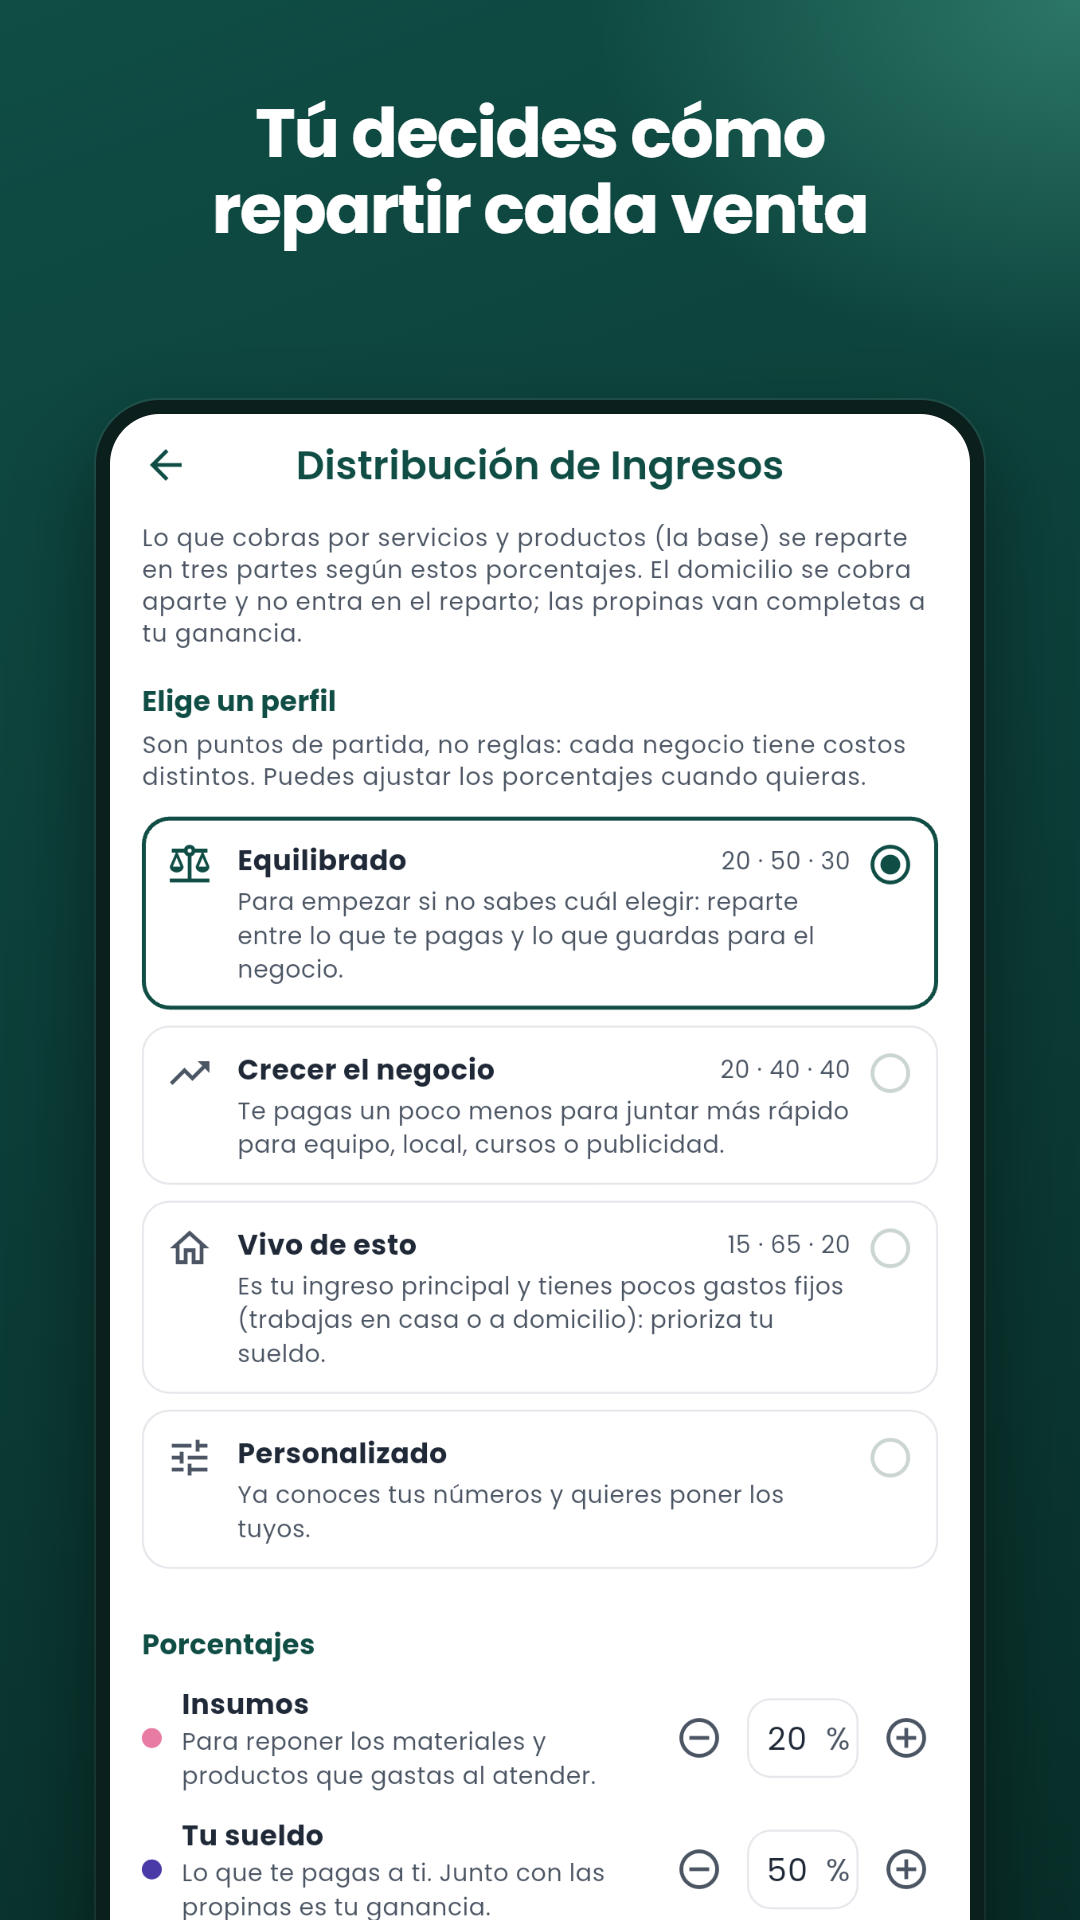 Tú decides cómo
repartir cada venta
Distribución de Ingresos
Lo que cobras por servicios y productos (la base) se reparte
en tres partes según estos porcentajes. El domicilio se cobra
aparte y no entra en el reparto; las propinas van completas a
tu ganancia.
Elige un perfil
Son puntos de partida, no reglas: cada negocio tiene costos
distintos. Puedes ajustar los porcentajes cuando quieras.
Equilibrado 20 · 50 · 30
Para empezar si no sabes cuál elegir: reparte
entre lo que te pagas y lo que guardas para el
negocio.
Crecer el negocio 20 · 40 · 40
Te pagas un poco menos para juntar más rápido
para equipo, local, cursos o publicidad.
Vivo de esto 15 · 65 · 20
Es tu ingreso principal y tienes pocos gastos fijos
(trabajas en casa o a domicilio): prioriza tu
sueldo.
Personalizado
Ya conoces tus números y quieres poner los
tuyos.
Porcentajes
Insumos
Para reponer los materiales y
productos que gastas al atender.
20 %
Tu sueldo
Lo que te pagas a ti. Junto con las
propinas es tu ganancia.
50 %